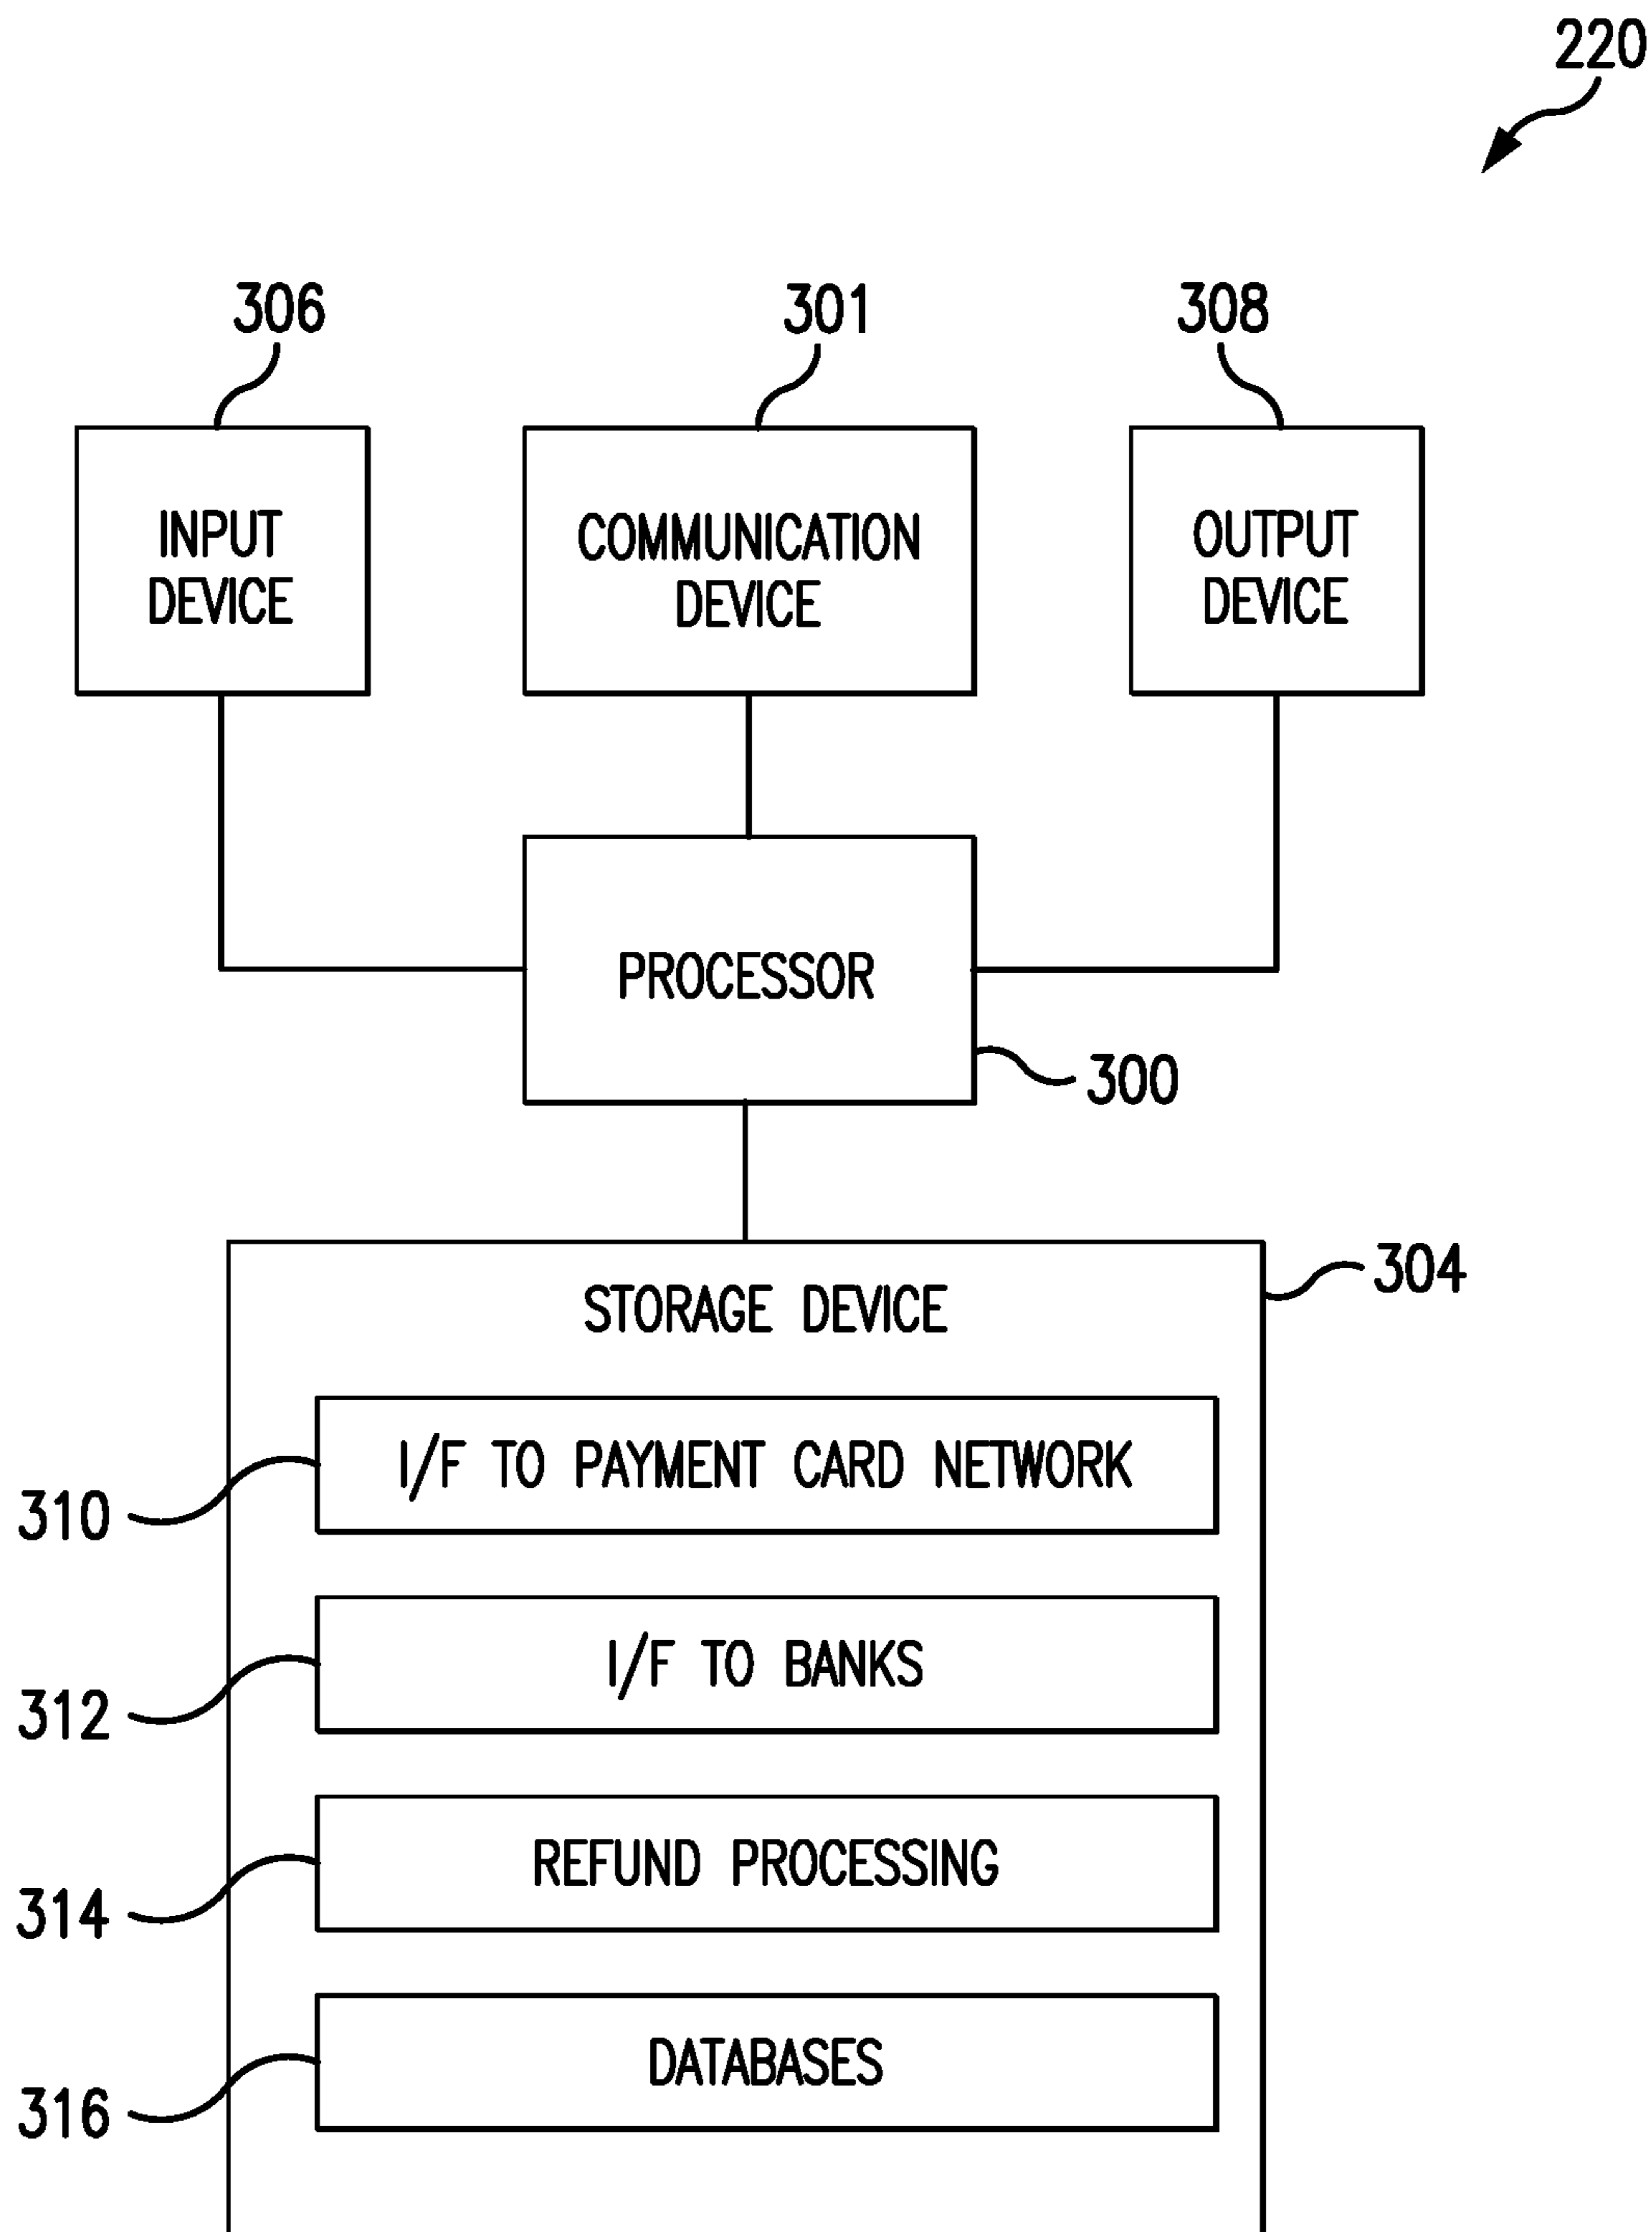 220
306
301
308
INPUT
DEVICE
COMMUNICATION
DEVICE
OUTPUT
DEVICE
PROCESSOR
300
304
STORAGE DEVICE
I/F TO PAYMENT CARD NETWORK
310
I/F TO BANKS
312
REFUND PROCESSING
314
DATABASES
316